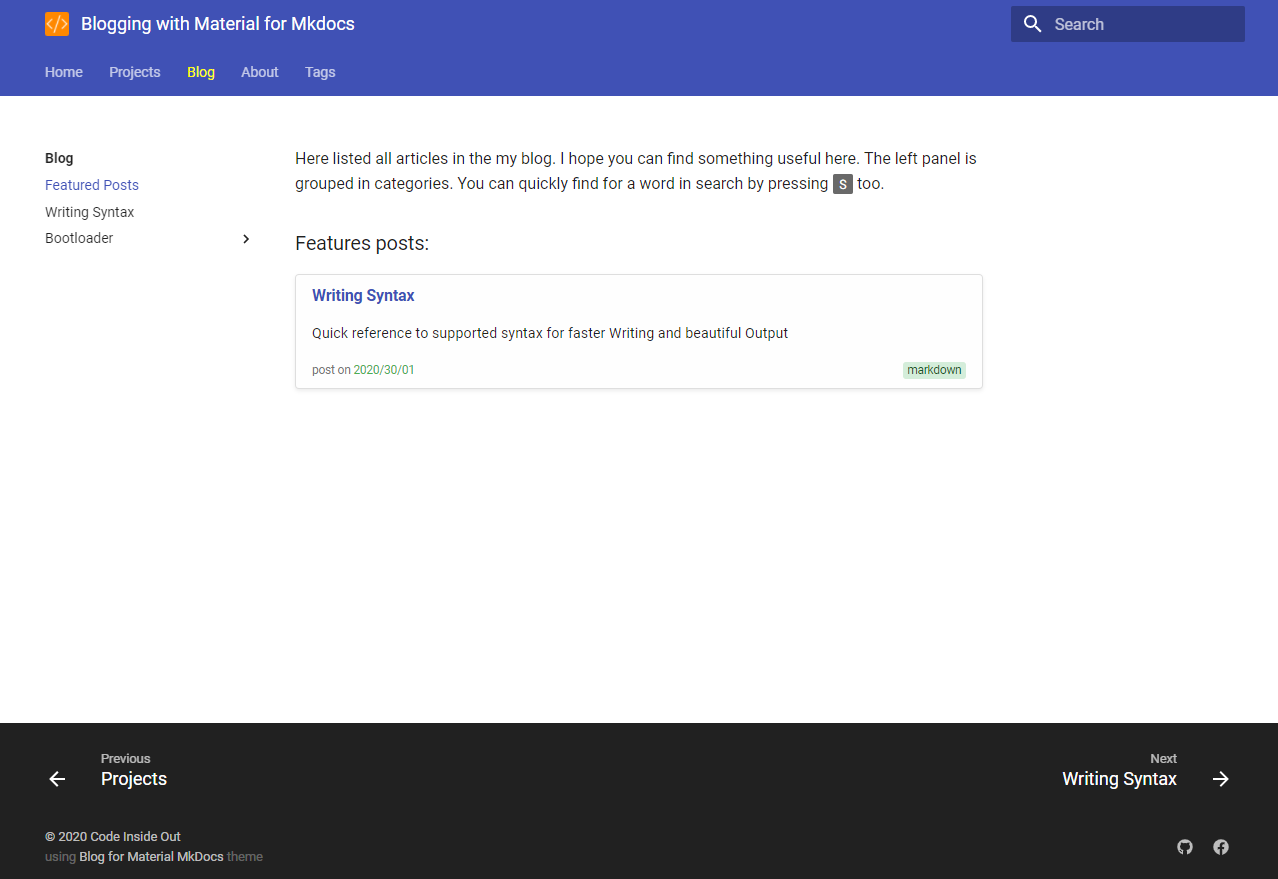 </> Blogging with Material for Mkdocs
Search
Home Projects Blog About Tags
Blog
Featured Posts
Writing Syntax
Bootloader
Here listed all articles in the my blog. I hope you can find something useful here. The left panel is
grouped in categories. You can quickly find for a word in search by pressing S too.
Features posts:
Writing Syntax
Quick reference to supported syntax for faster Writing and beautiful Output
post on 2020/30/01
markdown
Previous
Projects
Next
Writing Syntax
© 2020 Code Inside Out
using Blog for Material MkDocs theme